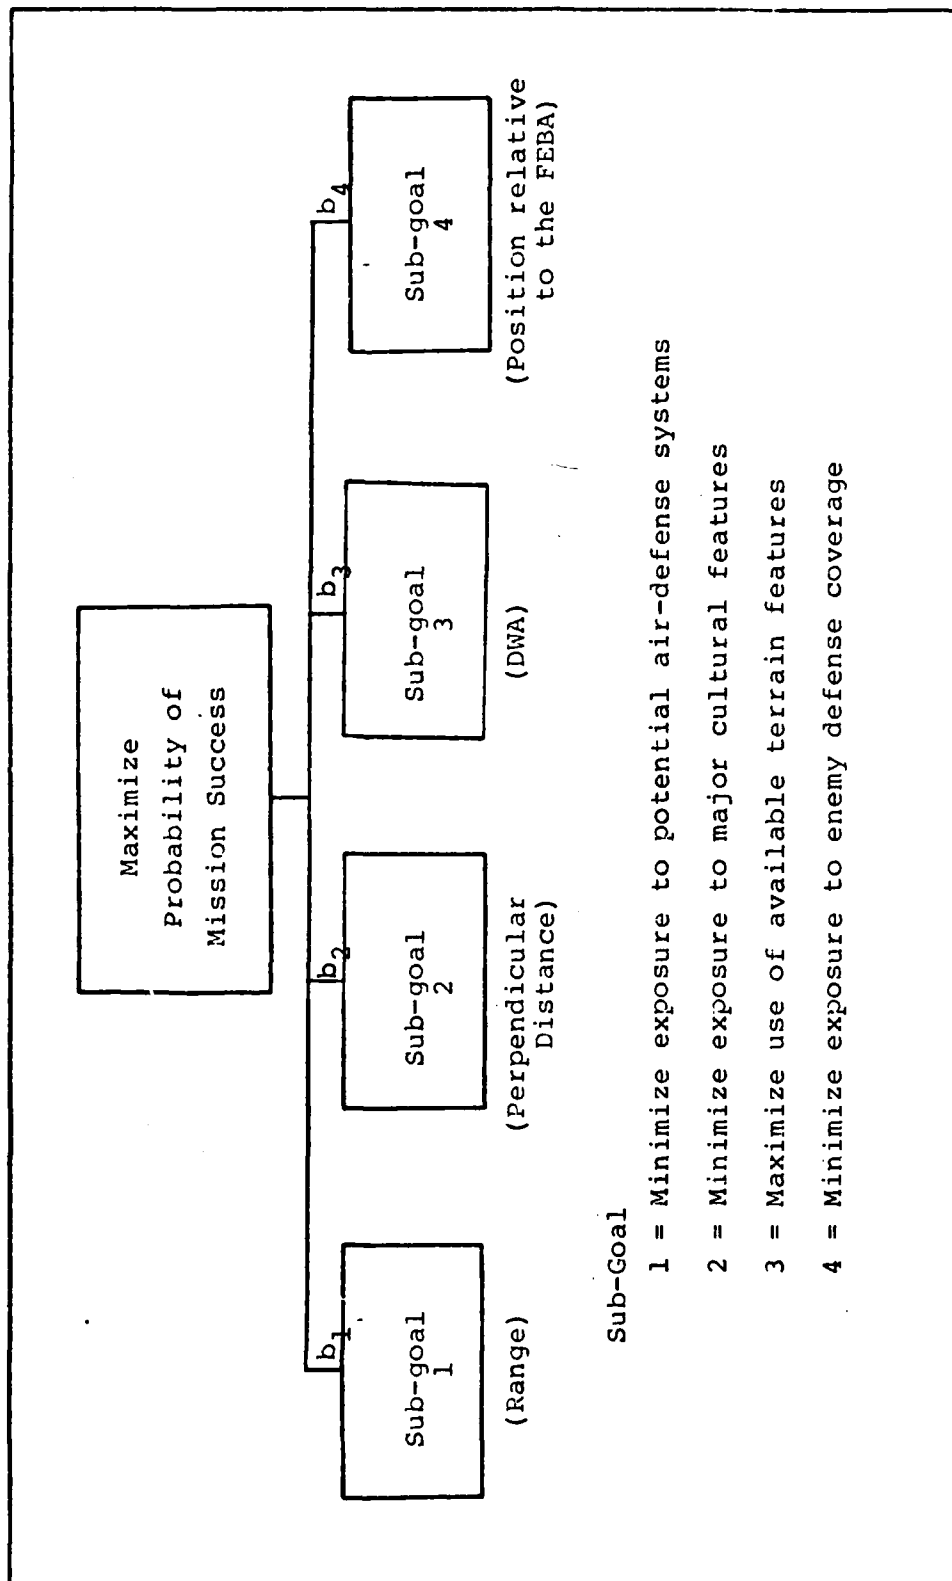 Maximize
Probability of
Mission Success
b1
b2
b3
b4
Sub-goal
1
Sub-goal
2
Sub-goal
3
Sub-goal
4
(Range)
(Perpendicular
Distance)
(DWA)
(Position relative
to the FEBA)
Sub-Goal
1 = Minimize exposure to potential air-defense systems
2 = Minimize exposure to major cultural features
3 = Maximize use of available terrain features
4 = Minimize exposure to enemy defense coverage